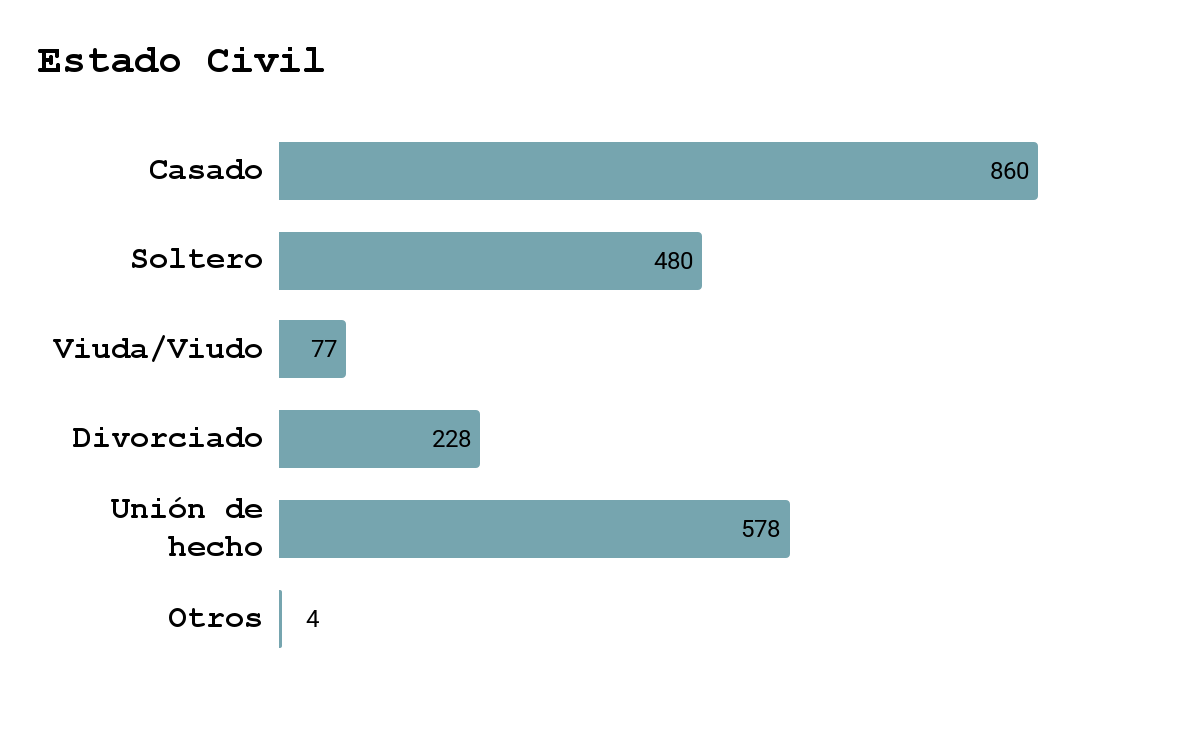 Estado Civil
Casado 860
Soltero 480
Viuda/Viudo 77
Divorciado 228
Unión de
hecho 578
Otros 4